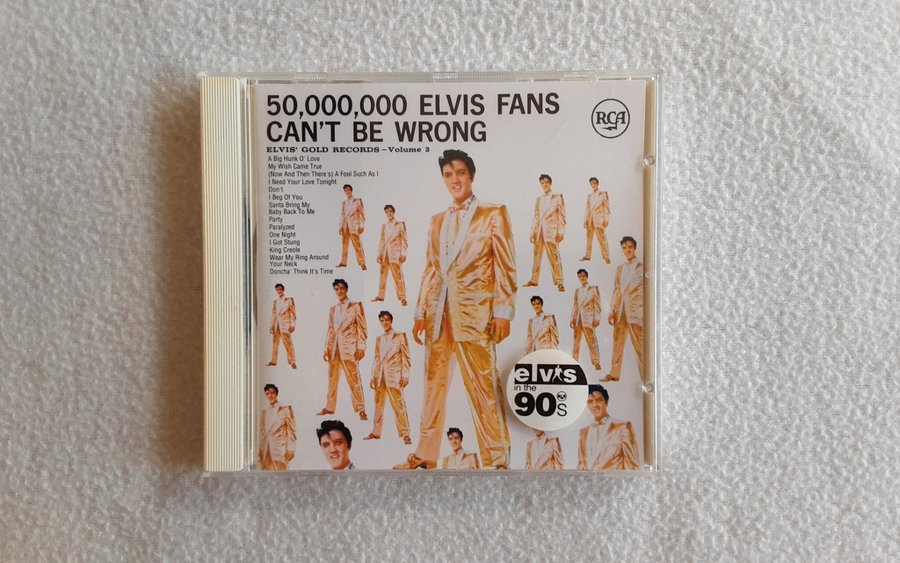 50,000,000 ELVIS FANS
CAN'T BE WRONG
RCA
ELVIS' GOLD RECORDS—Volume 2
A Big Hunk O' Love
My Wish Came True
(Now And Then There's) A Fool Such As I
I Need Your Love Tonight
Don't
I Beg Of You
Santa Bring My
Baby Back To Me
Party
Paralyzed
One Night
I Got Stung
King Creole
Wear My Ring Around
Your Neck
Doncha' Think It's Time
elvis
in the
90s